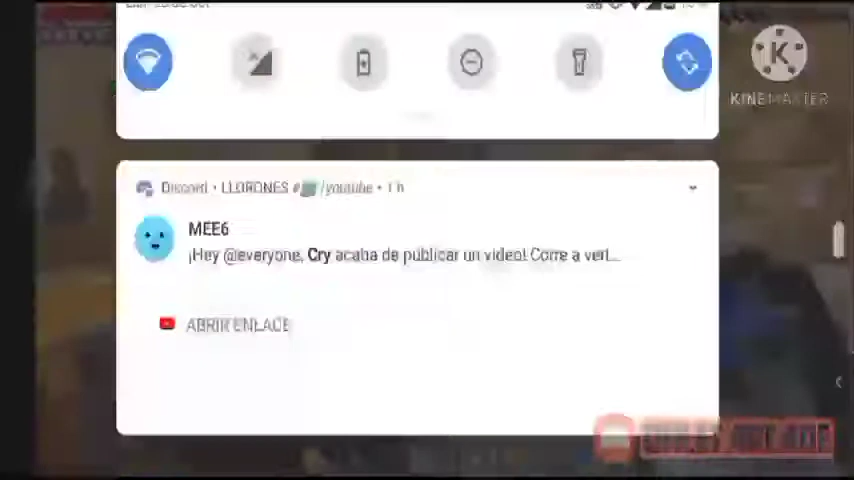 KINEMASTER
Discord • LLORONES # /youtube • 1 h
MEE6
¡Hey @everyone, Cry acaba de publicar un video! Corre a verl...
ABRIR ENLACE